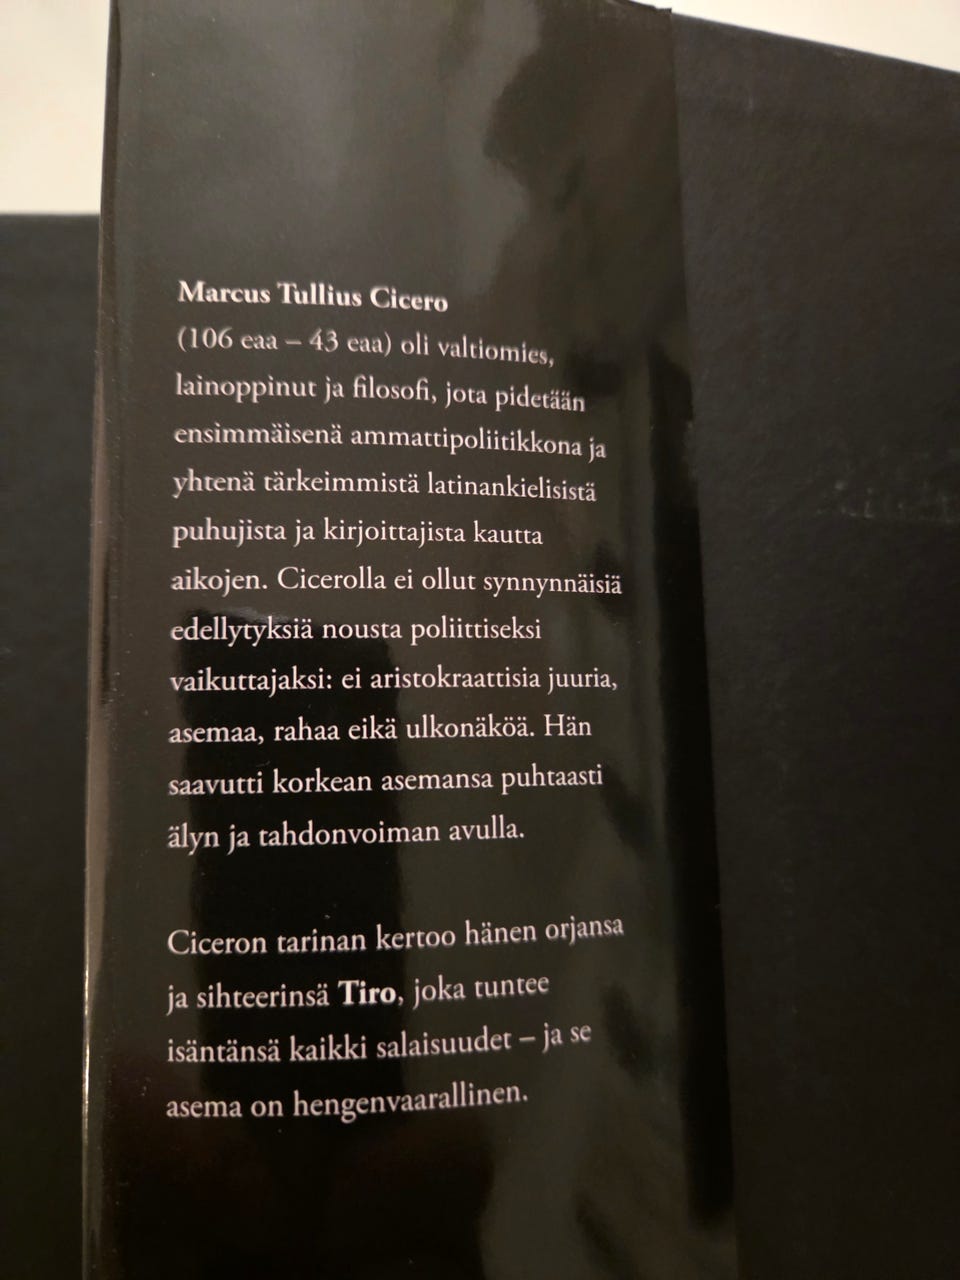 Marcus Tullius Cicero
(106 eaa – 43 eaa) oli valtiomies,
lainoppinut ja filosofi, jota pidetään
ensimmäisenä ammattipoliitikkona ja
yhtenä tärkeimmistä latinankielisistä
puhujista ja kirjoittajista kautta
aikojen. Cicerolla ei ollut synnynnäisiä
edellytyksiä nousta poliittiseksi
vaikuttajaksi: ei aristokraattisia juuria,
asemaa, rahaa eikä ulkonäköä. Hän
saavutti korkean asemansa puhtaasti
älyn ja tahdonvoiman avulla.
Ciceron tarinan kertoo hänen orjansa
ja sihteerinsä Tiro, joka tuntee
isäntänsä kaikki salaisuudet – ja se
asema on hengenvaarallinen.